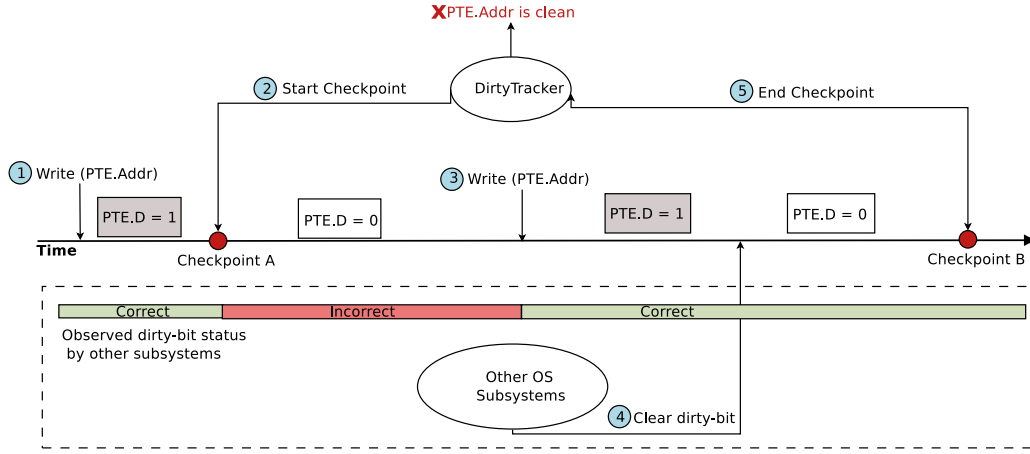 XPTE.Addr is clean
2 Start Checkpoint
DirtyTracker
5 End Checkpoint
1 Write (PTE.Addr)
3 Write (PTE.Addr)
PTE.D = 1
PTE.D = 0
PTE.D = 1
PTE.D = 0
Time
Checkpoint A
Checkpoint B
Correct
Incorrect
Correct
Observed dirty-bit status
by other subsystems
Other OS
Subsystems
4 Clear dirty-bit